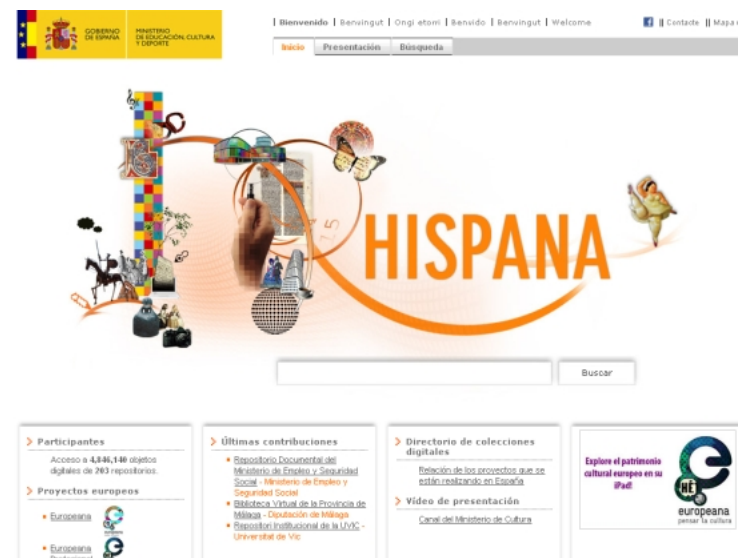 GOBIERNO
DE ESPAÑA
MINISTERIO
DE EDUCACIÓN, CULTURA
Y DEPORTE
| Bienvenido | Benvingut | Ongi etorri | Benvido | Benvingut | Welcome
|| Contacte || Mapa
Inicio Presentación Búsqueda
HISPANA
Buscar
Participantes
Acceso a 4,846,140 objetos
digitales de 203 repositorios.
Proyectos europeos
Europeana
Europeana
Últimas contribuciones
Repositorio Documental del
Ministerio de Empleo y Seguridad
Social - Ministerio de Empleo y
Seguridad Social
Biblioteca Virtual de la Provincia de
Málaga - Diputación de Málaga
Repositori Institucional de la UVIC -
Universitat de Vic
Directorio de colecciones
digitales
Relación de los proyectos que se
están realizando en España
Vídeo de presentación
Canal del Ministerio de Cultura
Explore el patrimonio
cultural europeo en su
iPad!
europeana
pensar la cultura